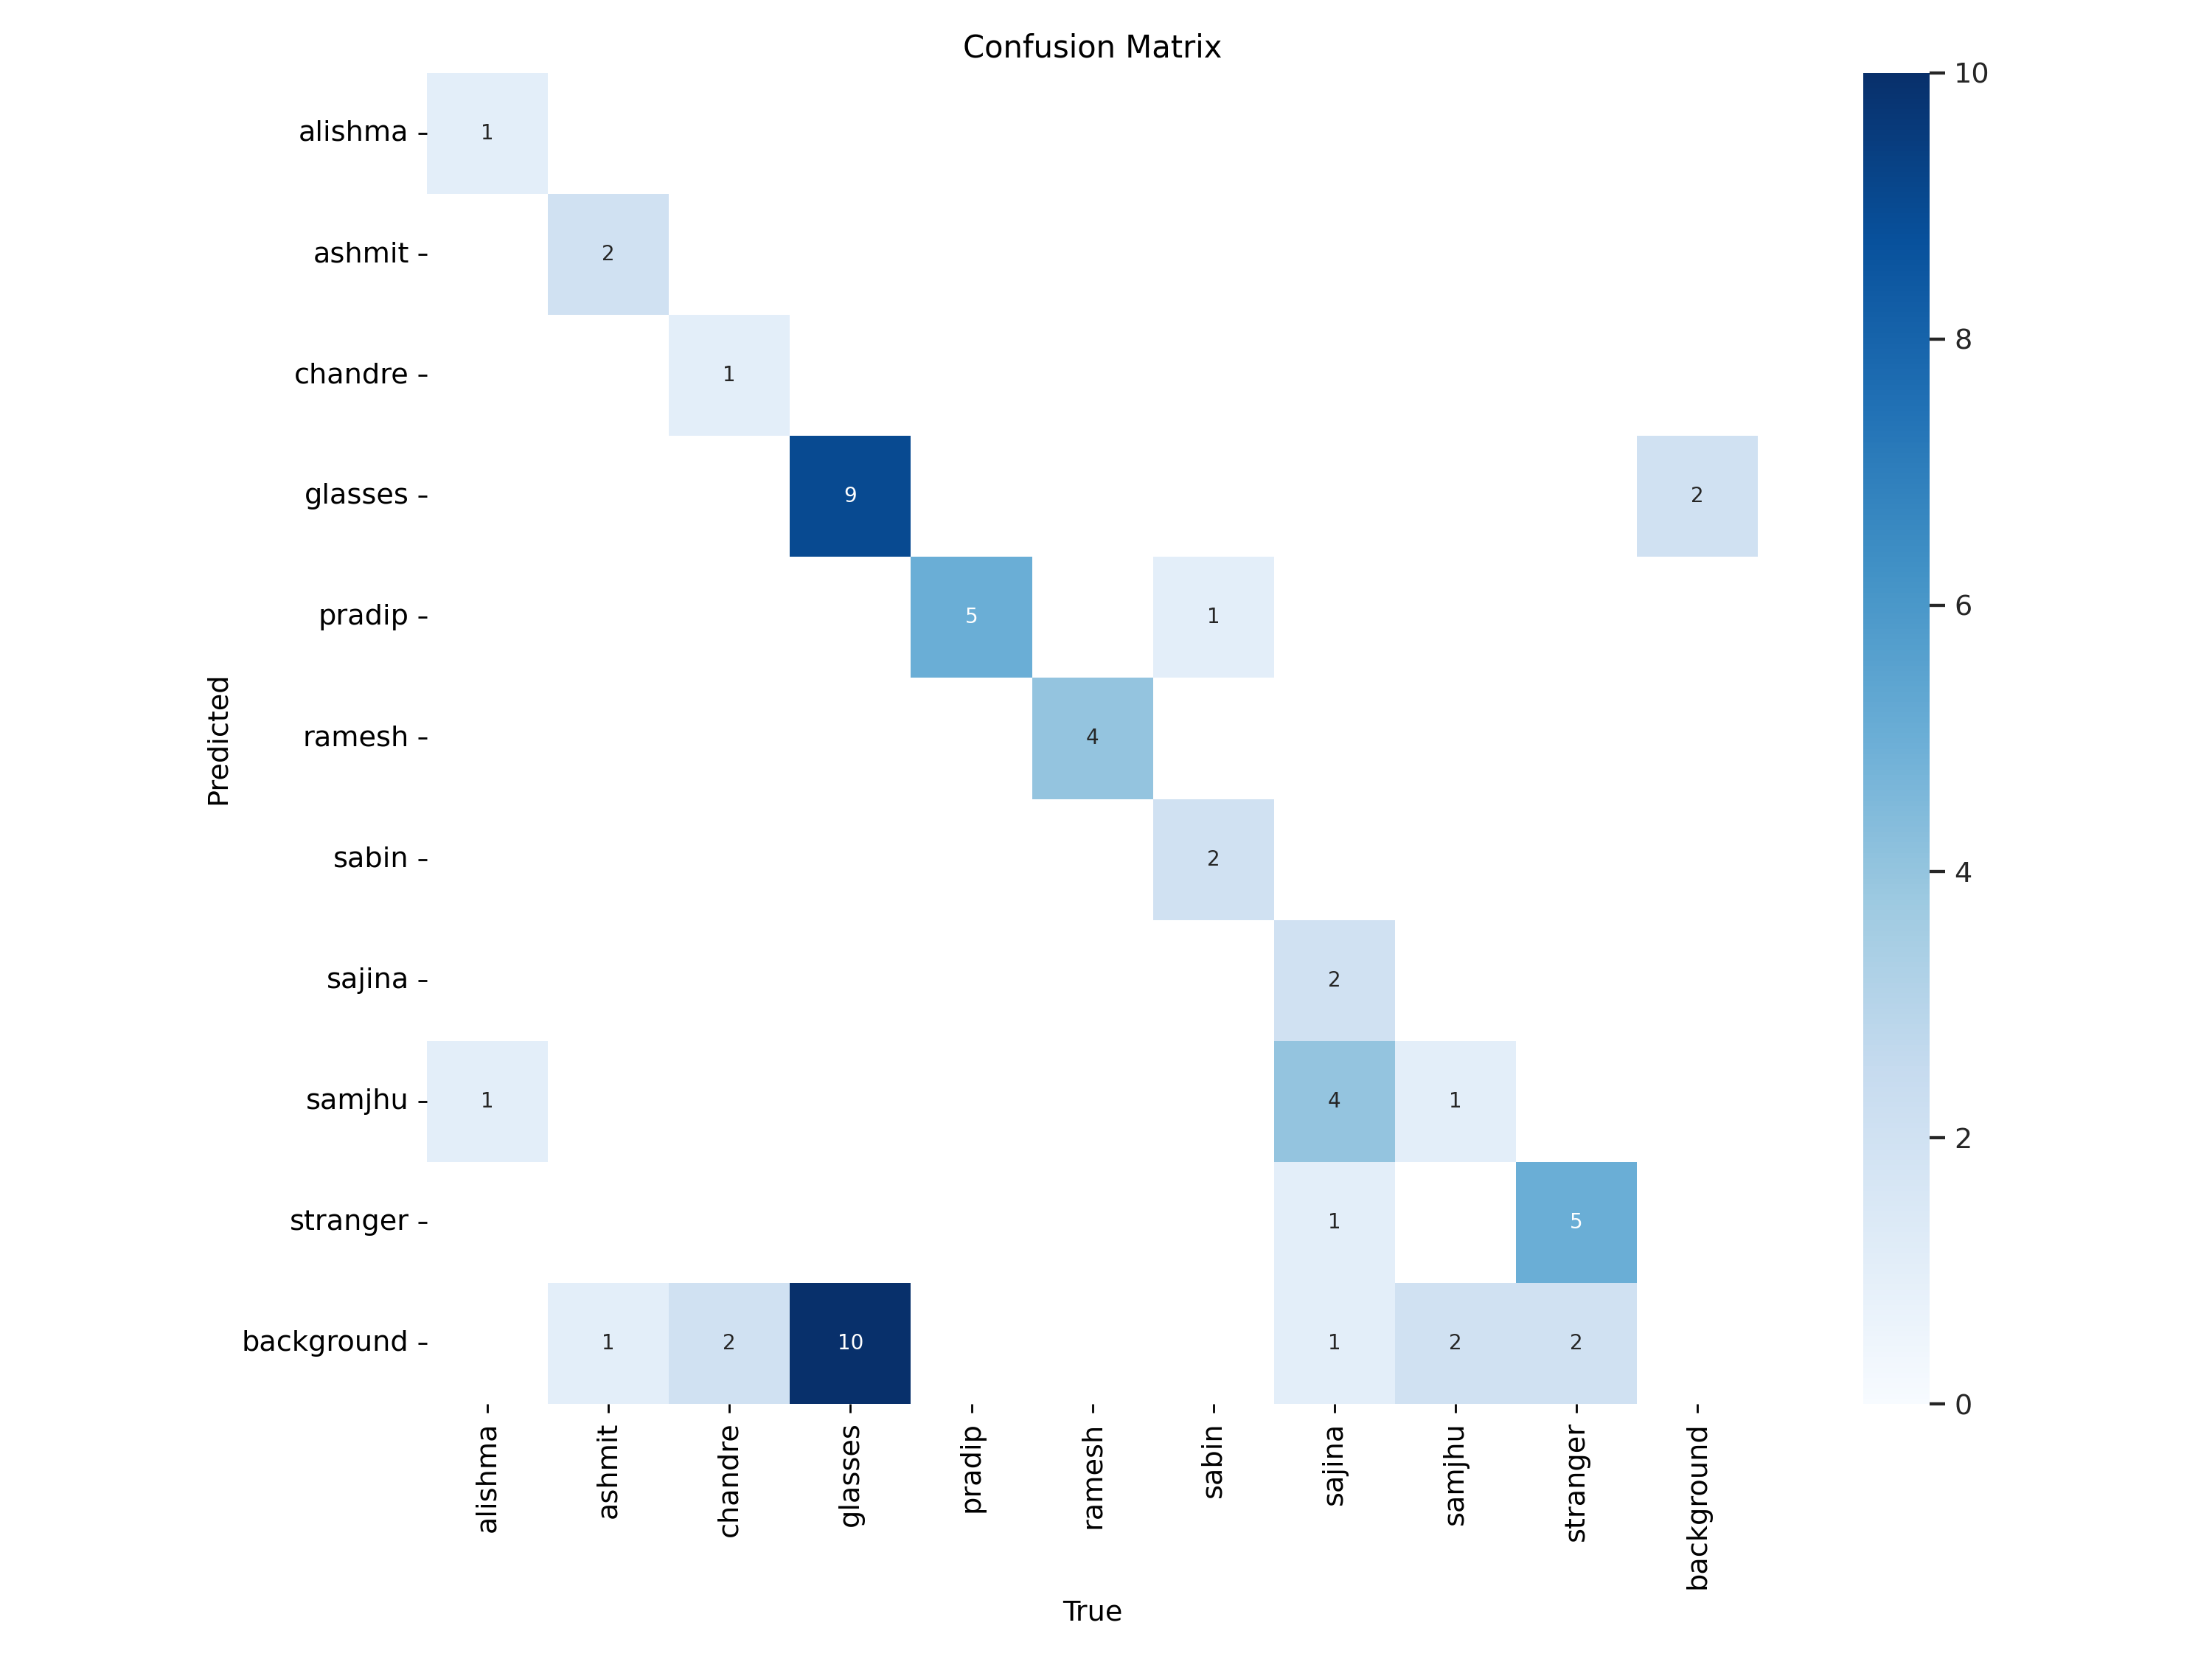 Confusion Matrix
alishma
ashmit
chandre
glasses
pradip
ramesh
sabin
sajina
samjhu
stranger
background
Predicted
1
2
1
9 2
5 1
4
2
2
1 4 1
1 5
1 2 10 1 2 2
alishma
ashmit
chandre
glasses
pradip
ramesh
sabin
sajina
samjhu
stranger
background
True
10
8
6
4
2
0